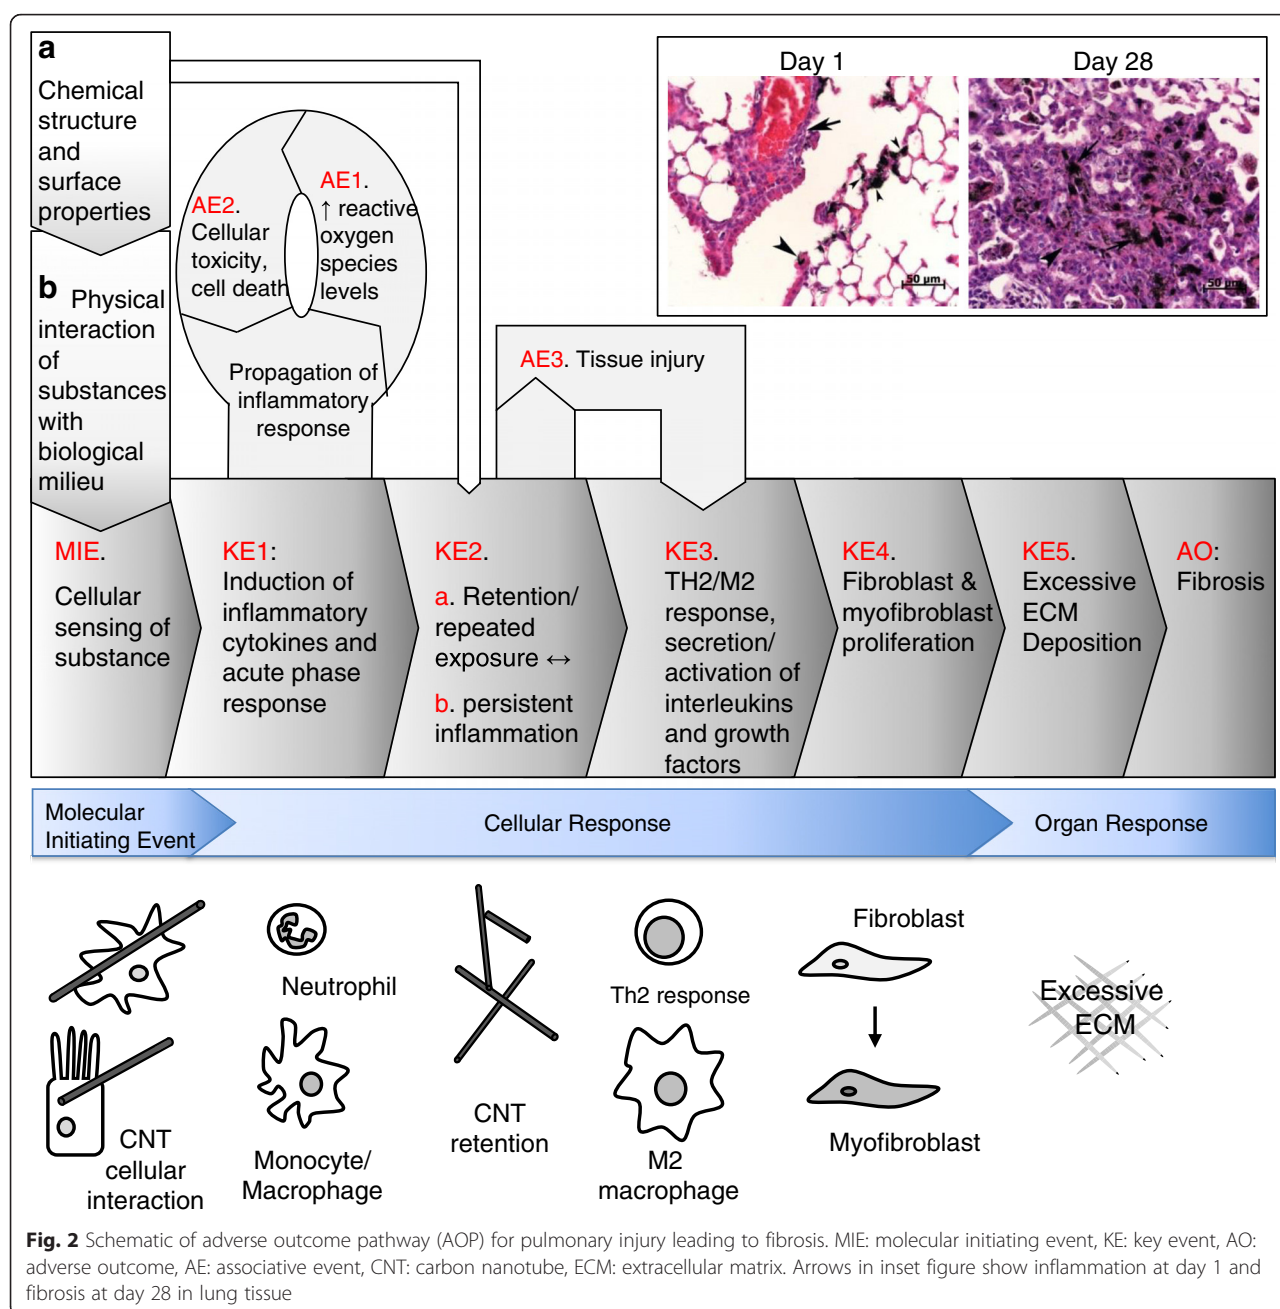 a
Chemical
structure
and
surface
properties
b Physical
interaction
of
substances
with
biological
milieu
AE2.
Cellular
toxicity,
cell death
AE1.
↑ reactive
oxygen
species
levels
Propagation of
inflammatory
response
Day 1
Day 28
50 µm
50 µm
AE3. Tissue injury
MIE.
Cellular
sensing of
substance
KE1:
Induction of
inflammatory
cytokines and
acute phase
response
KE2.
a. Retention/
repeated
exposure ↔
b. persistent
inflammation
KE3.
TH2/M2
response,
secretion/
activation of
interleukins
and growth
factors
KE4.
Fibroblast &
myofibroblast
proliferation
KE5.
Excessive
ECM
Deposition
AO:
Fibrosis
Molecular
Initiating Event
Cellular Response
Organ Response
CNT
cellular
interaction
Neutrophil
Monocyte/
Macrophage
CNT
retention
Th2 response
M2
macrophage
Fibroblast
Myofibroblast
Excessive
ECM
Fig. 2 Schematic of adverse outcome pathway (AOP) for pulmonary injury leading to fibrosis. MIE: molecular initiating event, KE: key event, AO:
adverse outcome, AE: associative event, CNT: carbon nanotube, ECM: extracellular matrix. Arrows in inset figure show inflammation at day 1 and
fibrosis at day 28 in lung tissue